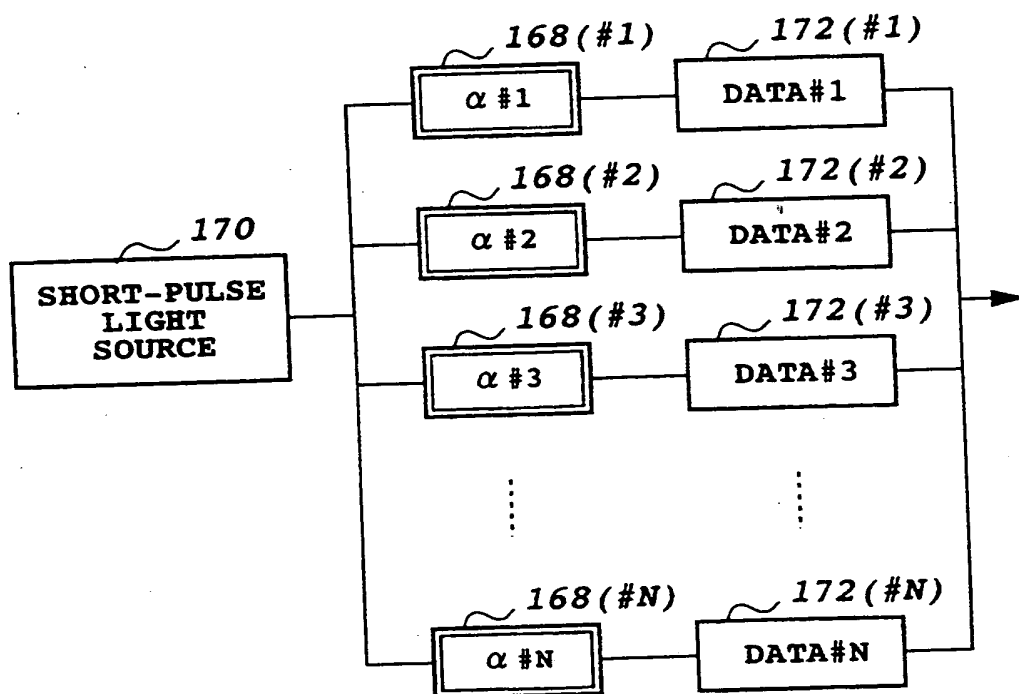 168(#1)
172(#1)
α #1
DATA#1
168(#2)
172(#2)
α #2
DATA#2
170
SHORT-PULSE
LIGHT
SOURCE
168(#3)
172(#3)
α #3
DATA#3
168(#N)
172(#N)
α #N
DATA#N